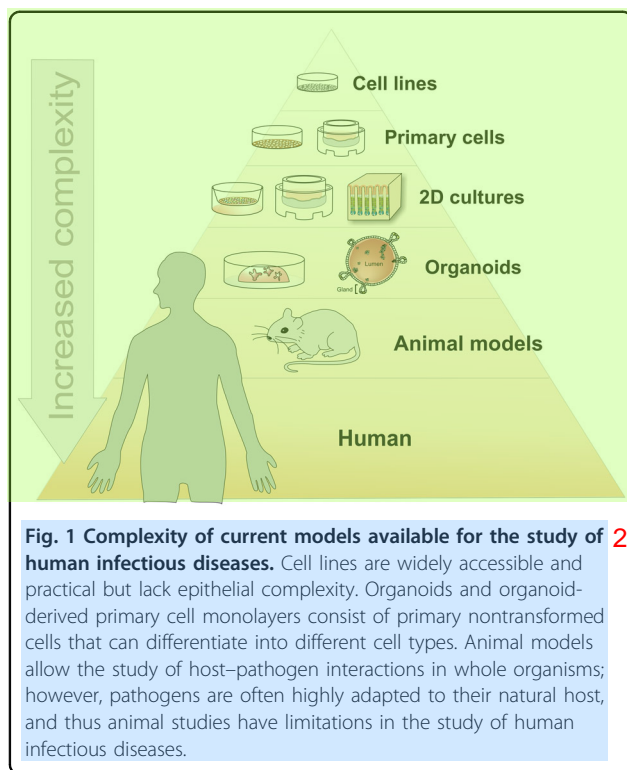 Increased complexity
Cell lines
Primary cells
2D cultures
Organoids
Lumen
Gland
Animal models
Human
Fig. 1 Complexity of current models available for the study of 2
human infectious diseases. Cell lines are widely accessible and
practical but lack epithelial complexity. Organoids and organoid-
derived primary cell monolayers consist of primary nontransformed
cells that can differentiate into different cell types. Animal models
allow the study of host–pathogen interactions in whole organisms;
however, pathogens are often highly adapted to their natural host,
and thus animal studies have limitations in the study of human
infectious diseases.